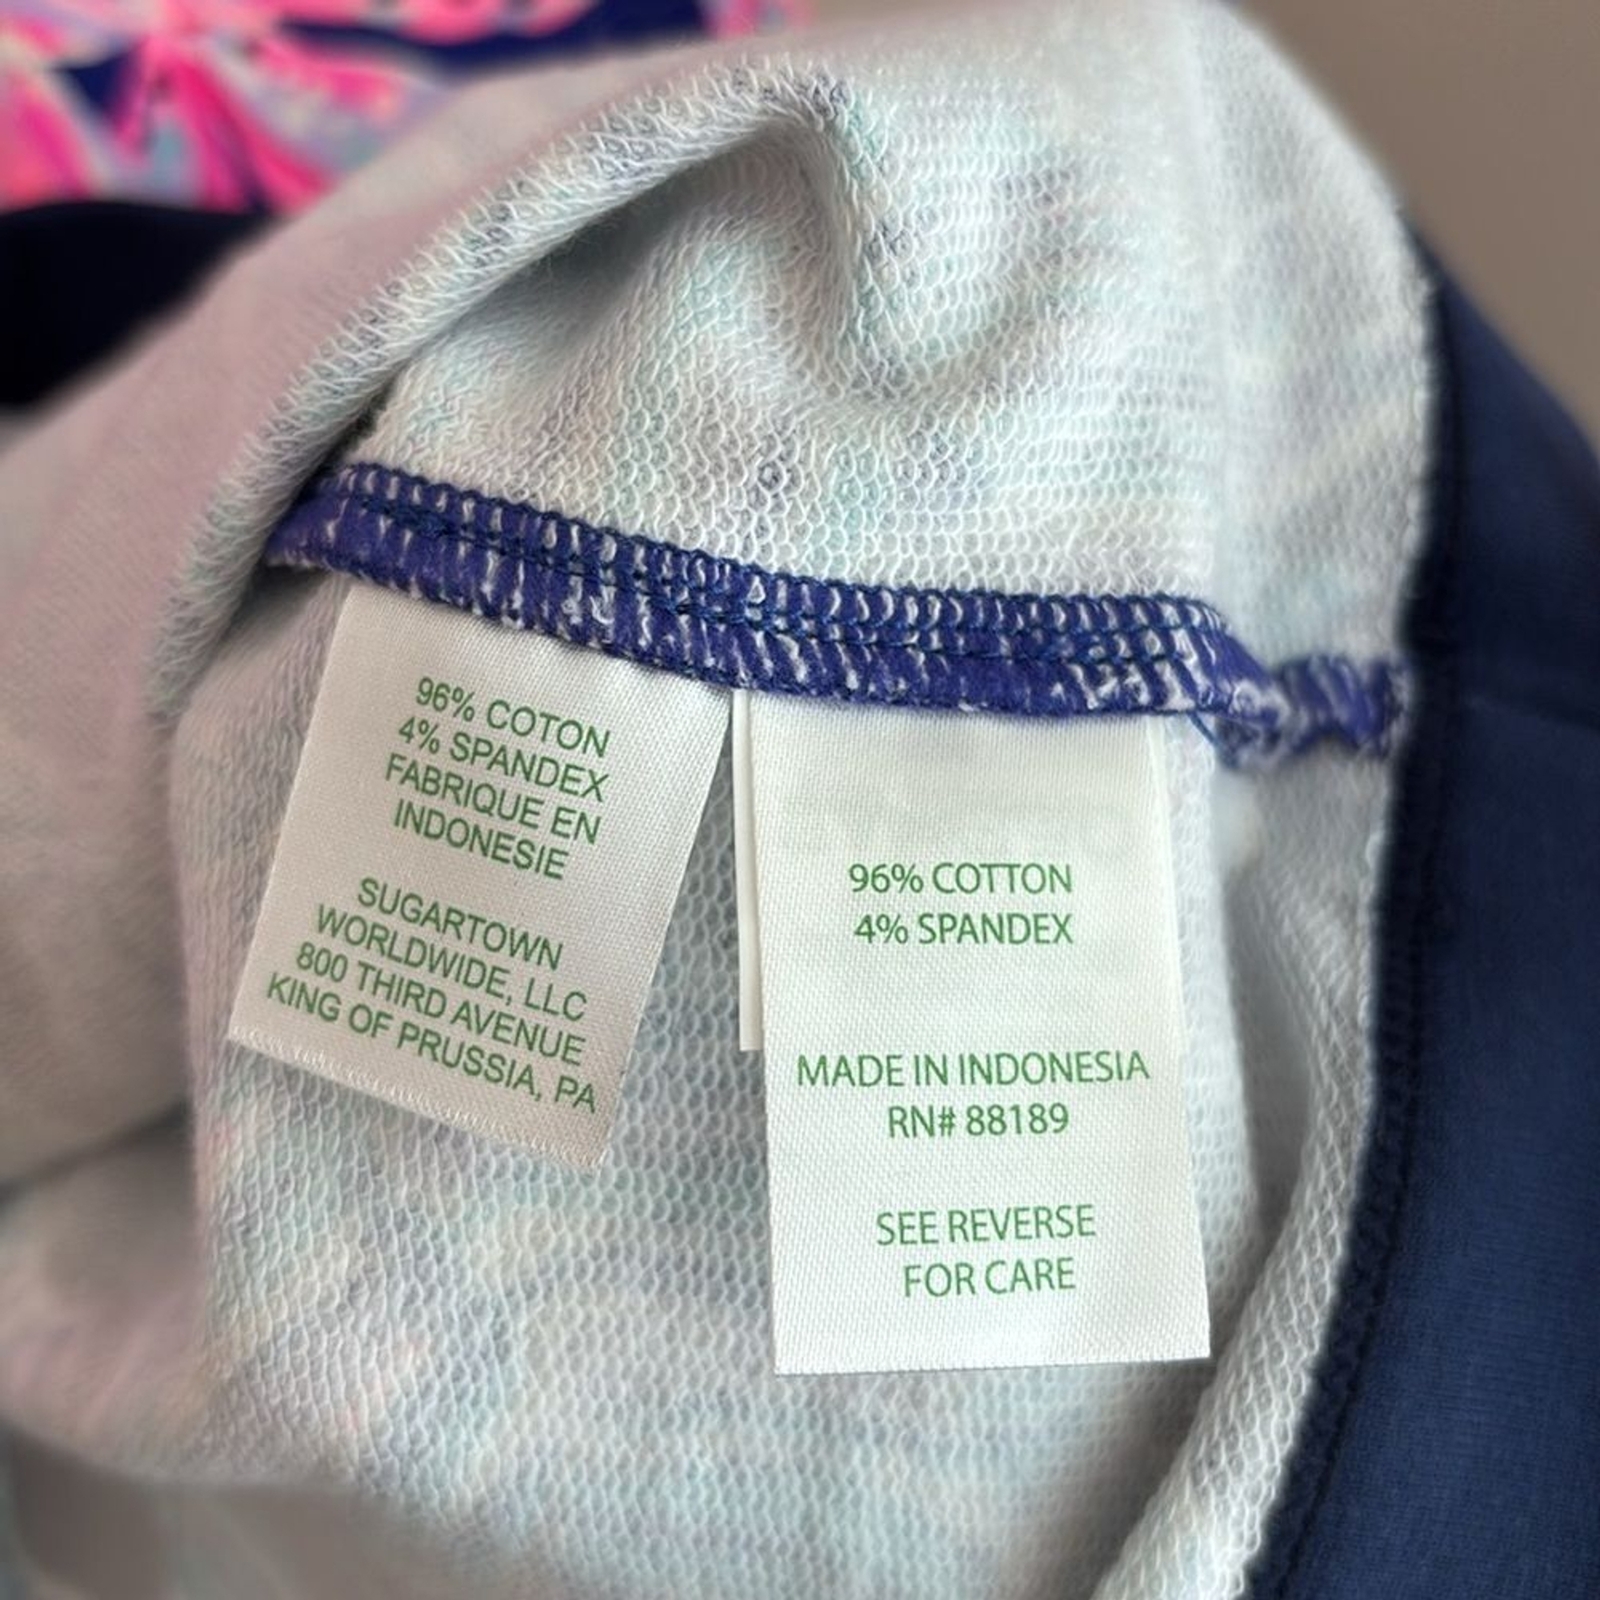 96% COTON
4% SPANDEX
FABRIQUE EN
INDONESIE
SUGARTOWN
WORLDWIDE, LLC
800 THIRD AVENUE
KING OF PRUSSIA, PA
96% COTTON
4% SPANDEX
MADE IN INDONESIA
RN# 88189
SEE REVERSE
FOR CARE